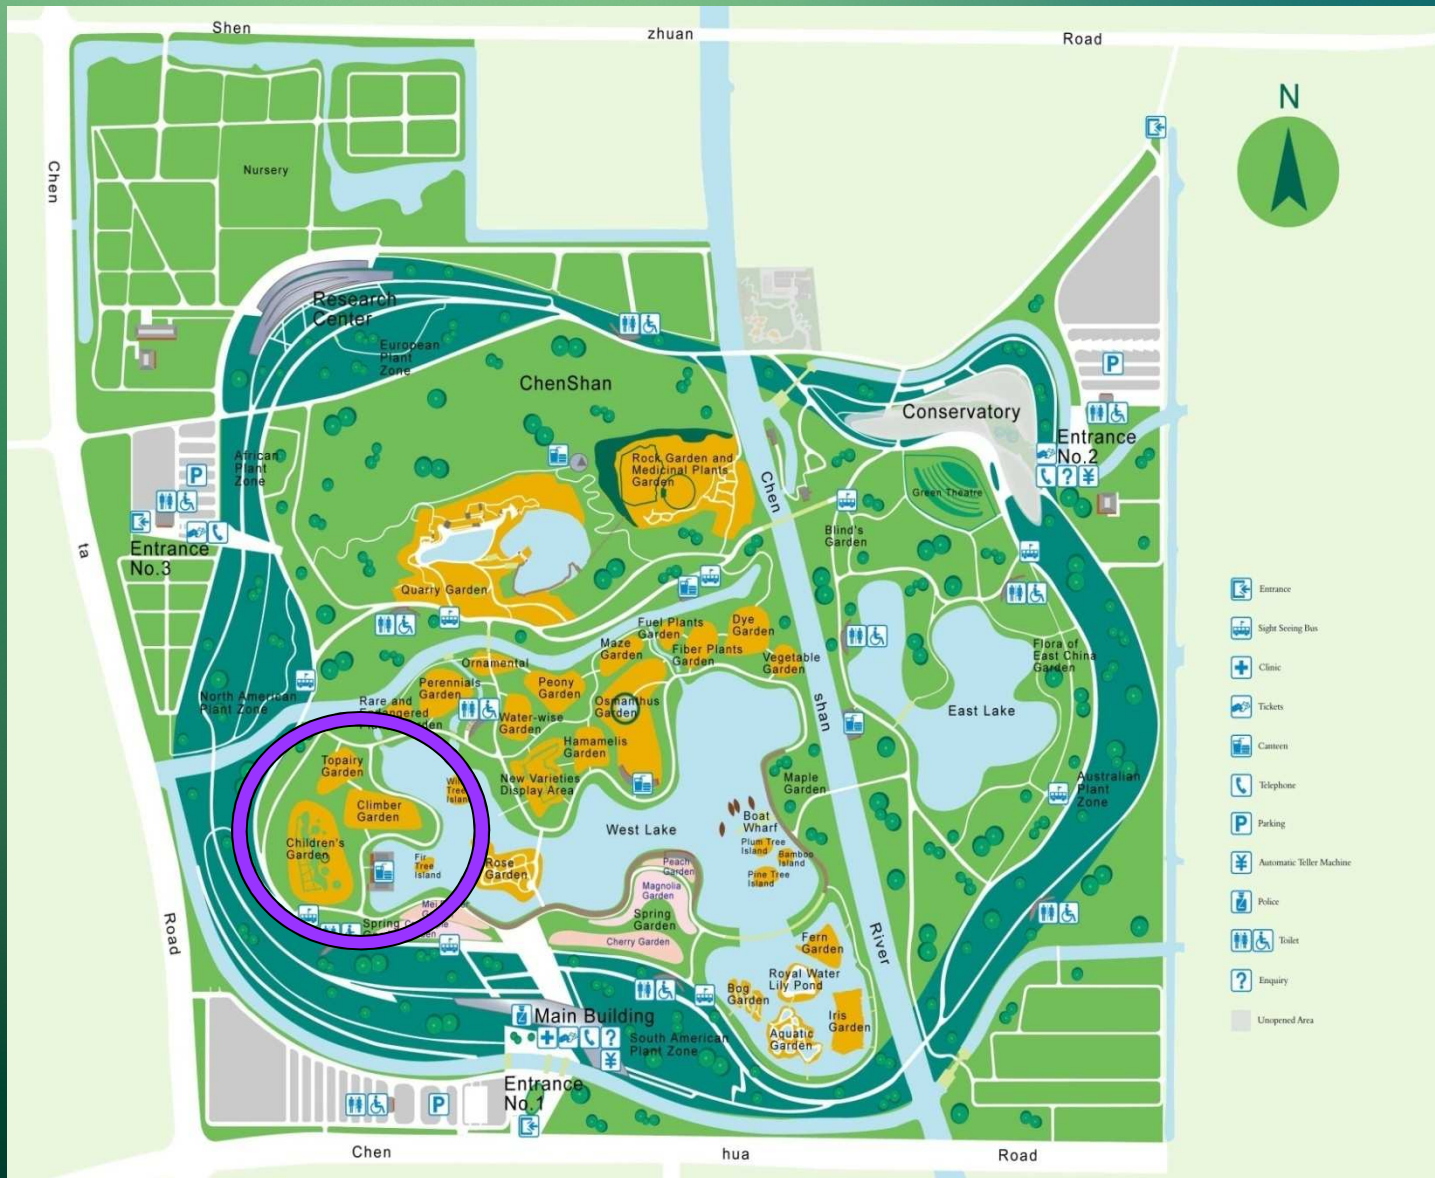 Shen
zhuan
Road
N
Chen
Nursery
Research
Center
European
Plant
Zone
ChenShan
P
Conservatory
Entrance
No.2
?
¥
African
Plant
Zone
P
Rock Garden and
Medicinal Plants
Garden
Chen
Green Theatre
Blind's
Garden
ta
Entrance
No.3
Quarry Garden
Entrance
Sight Seeing Bus
Clinic
Tickets
Canteen
Telephone
P
Parking
¥
Automatic Teller Machine
Police
Toilet
?
Enquiry
Unopened Area
Fuel Plants
Garden
Dye
Garden
Maze
Garden
Fiber Plants
Garden
Vegetable
Garden
Flora of
East China
Garden
Ornamental
Perennials
Garden
Peony
Garden
North American
Plant Zone
Rare and
Endangered
Water-wise
Garden
Osmanthus
Garden
shan
East Lake
Hamamelis
Garden
Topairy
Garden
New Varieties
Display Area
Tree
Maple
Garden
Australian
Plant
Zone
Climber
Garden
Children's
Garden
West Lake
Boat
Wharf
Plum Tree
Island
Bamboo
Island
Pine Tree
Island
Fir
Tree
Island
Rose
Garden
Peach
Garden
Magnolia
Garden
Spring
Garden
Cherry Garden
Mei
Spring
Road
River
Fern
Garden
Royal Water
Lily Pond
Bog
Garden
Iris
Garden
Aquatic
Garden
Main Building
?
¥
South American
Plant Zone
Entrance
No.1
P
Chen
hua
Road